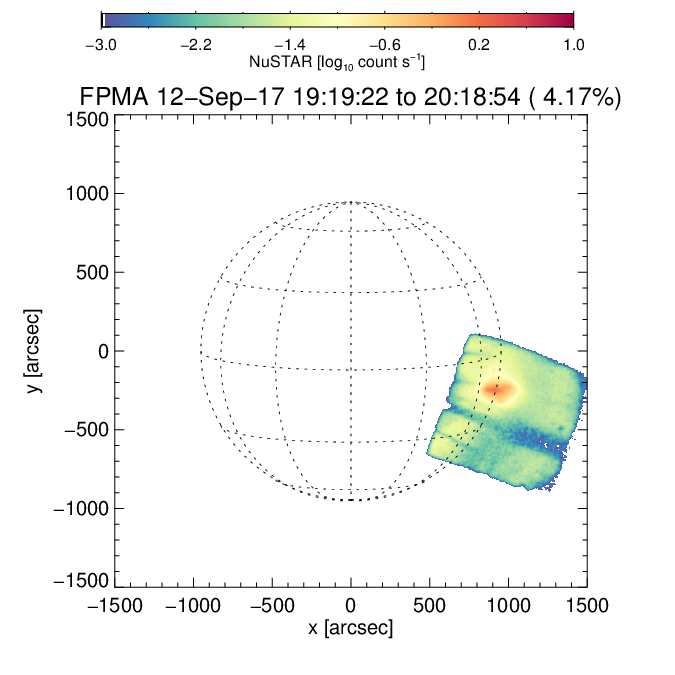 −3.0 −2.2 −1.4 −0.6 0.2 1.0
NuSTAR [log₁₀ count s⁻¹]
FPMA 12−Sep−17 19:19:22 to 20:18:54 ( 4.17%)
1500
1000
500
0
−500
−1000
−1500
y [arcsec]
−1500 −1000 −500 0 500 1000 1500
x [arcsec]